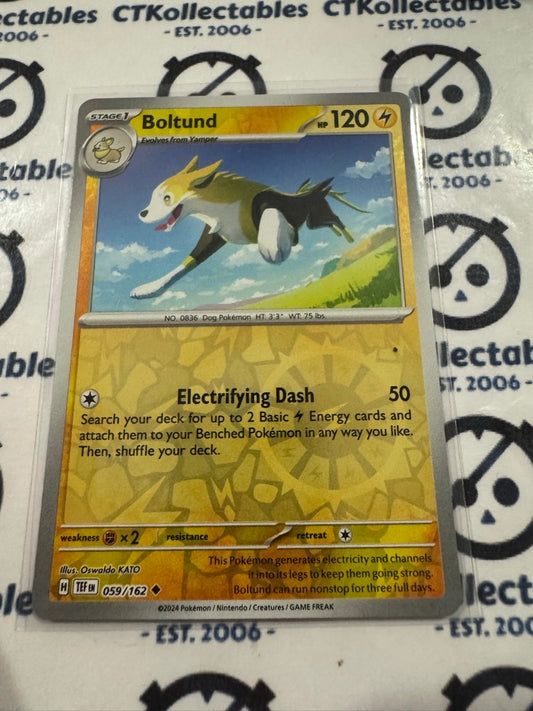 CTKollectables
- EST. 2006 -
CTKollectables
- EST. 2006 -
STAGE 1
Boltund
HP 120
Evolves from Yamper
NO. 0836 Dog Pokémon HT: 3'3" WT: 75 lbs.
Electrifying Dash 50
Search your deck for up to 2 Basic Energy cards and
attach them to your Benched Pokémon in any way you like.
Then, shuffle your deck.
weakness ×2 resistance retreat
Illus. Oswaldo KATO
This Pokémon generates electricity and channels
it into its legs to keep them going strong.
Boltund can run nonstop for three full days.
H TEF EN 059/162
©2024 Pokémon / Nintendo / Creatures / GAME FREAK
- EST. 2006 -
- EST. 2006 -